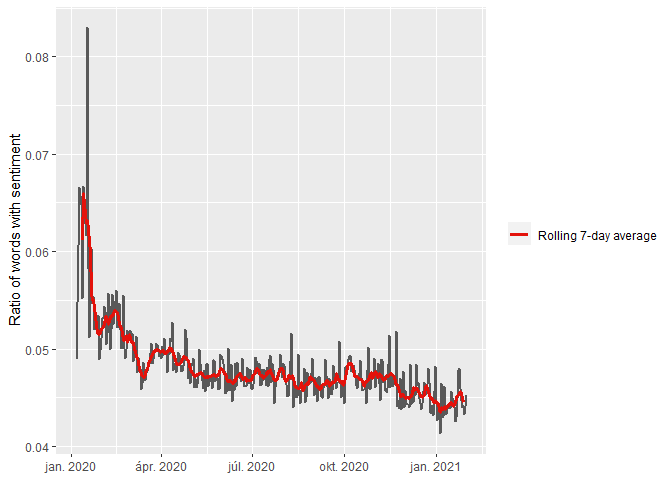 Ratio of words with sentiment
0.08
0.07
0.06
0.05
0.04
jan. 2020
ápr. 2020
júl. 2020
okt. 2020
jan. 2021
Rolling 7-day average